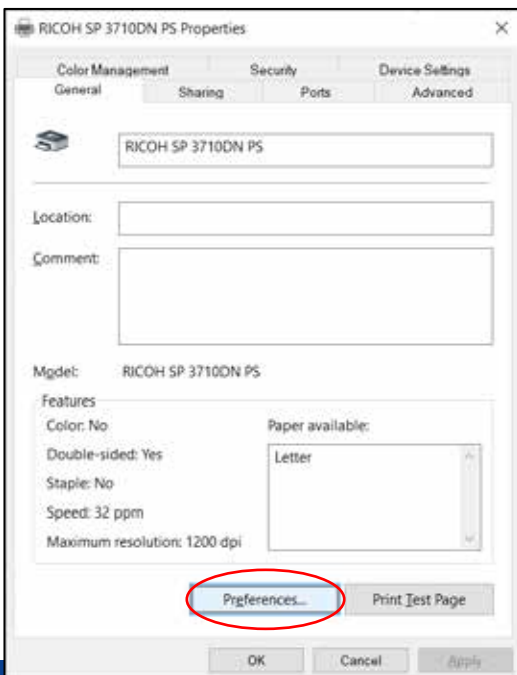 RICOH SP 3710DN PS Properties
Color Management Security Device Settings
General Sharing Ports Advanced
RICOH SP 3710DN PS
Location:
Comment:
Model: RICOH SP 3710DN PS
Features
Color: No Paper available:
Double-sided: Yes Letter
Staple: No
Speed: 32 ppm
Maximum resolution: 1200 dpi
Preferences... Print Test Page
OK Cancel Apply